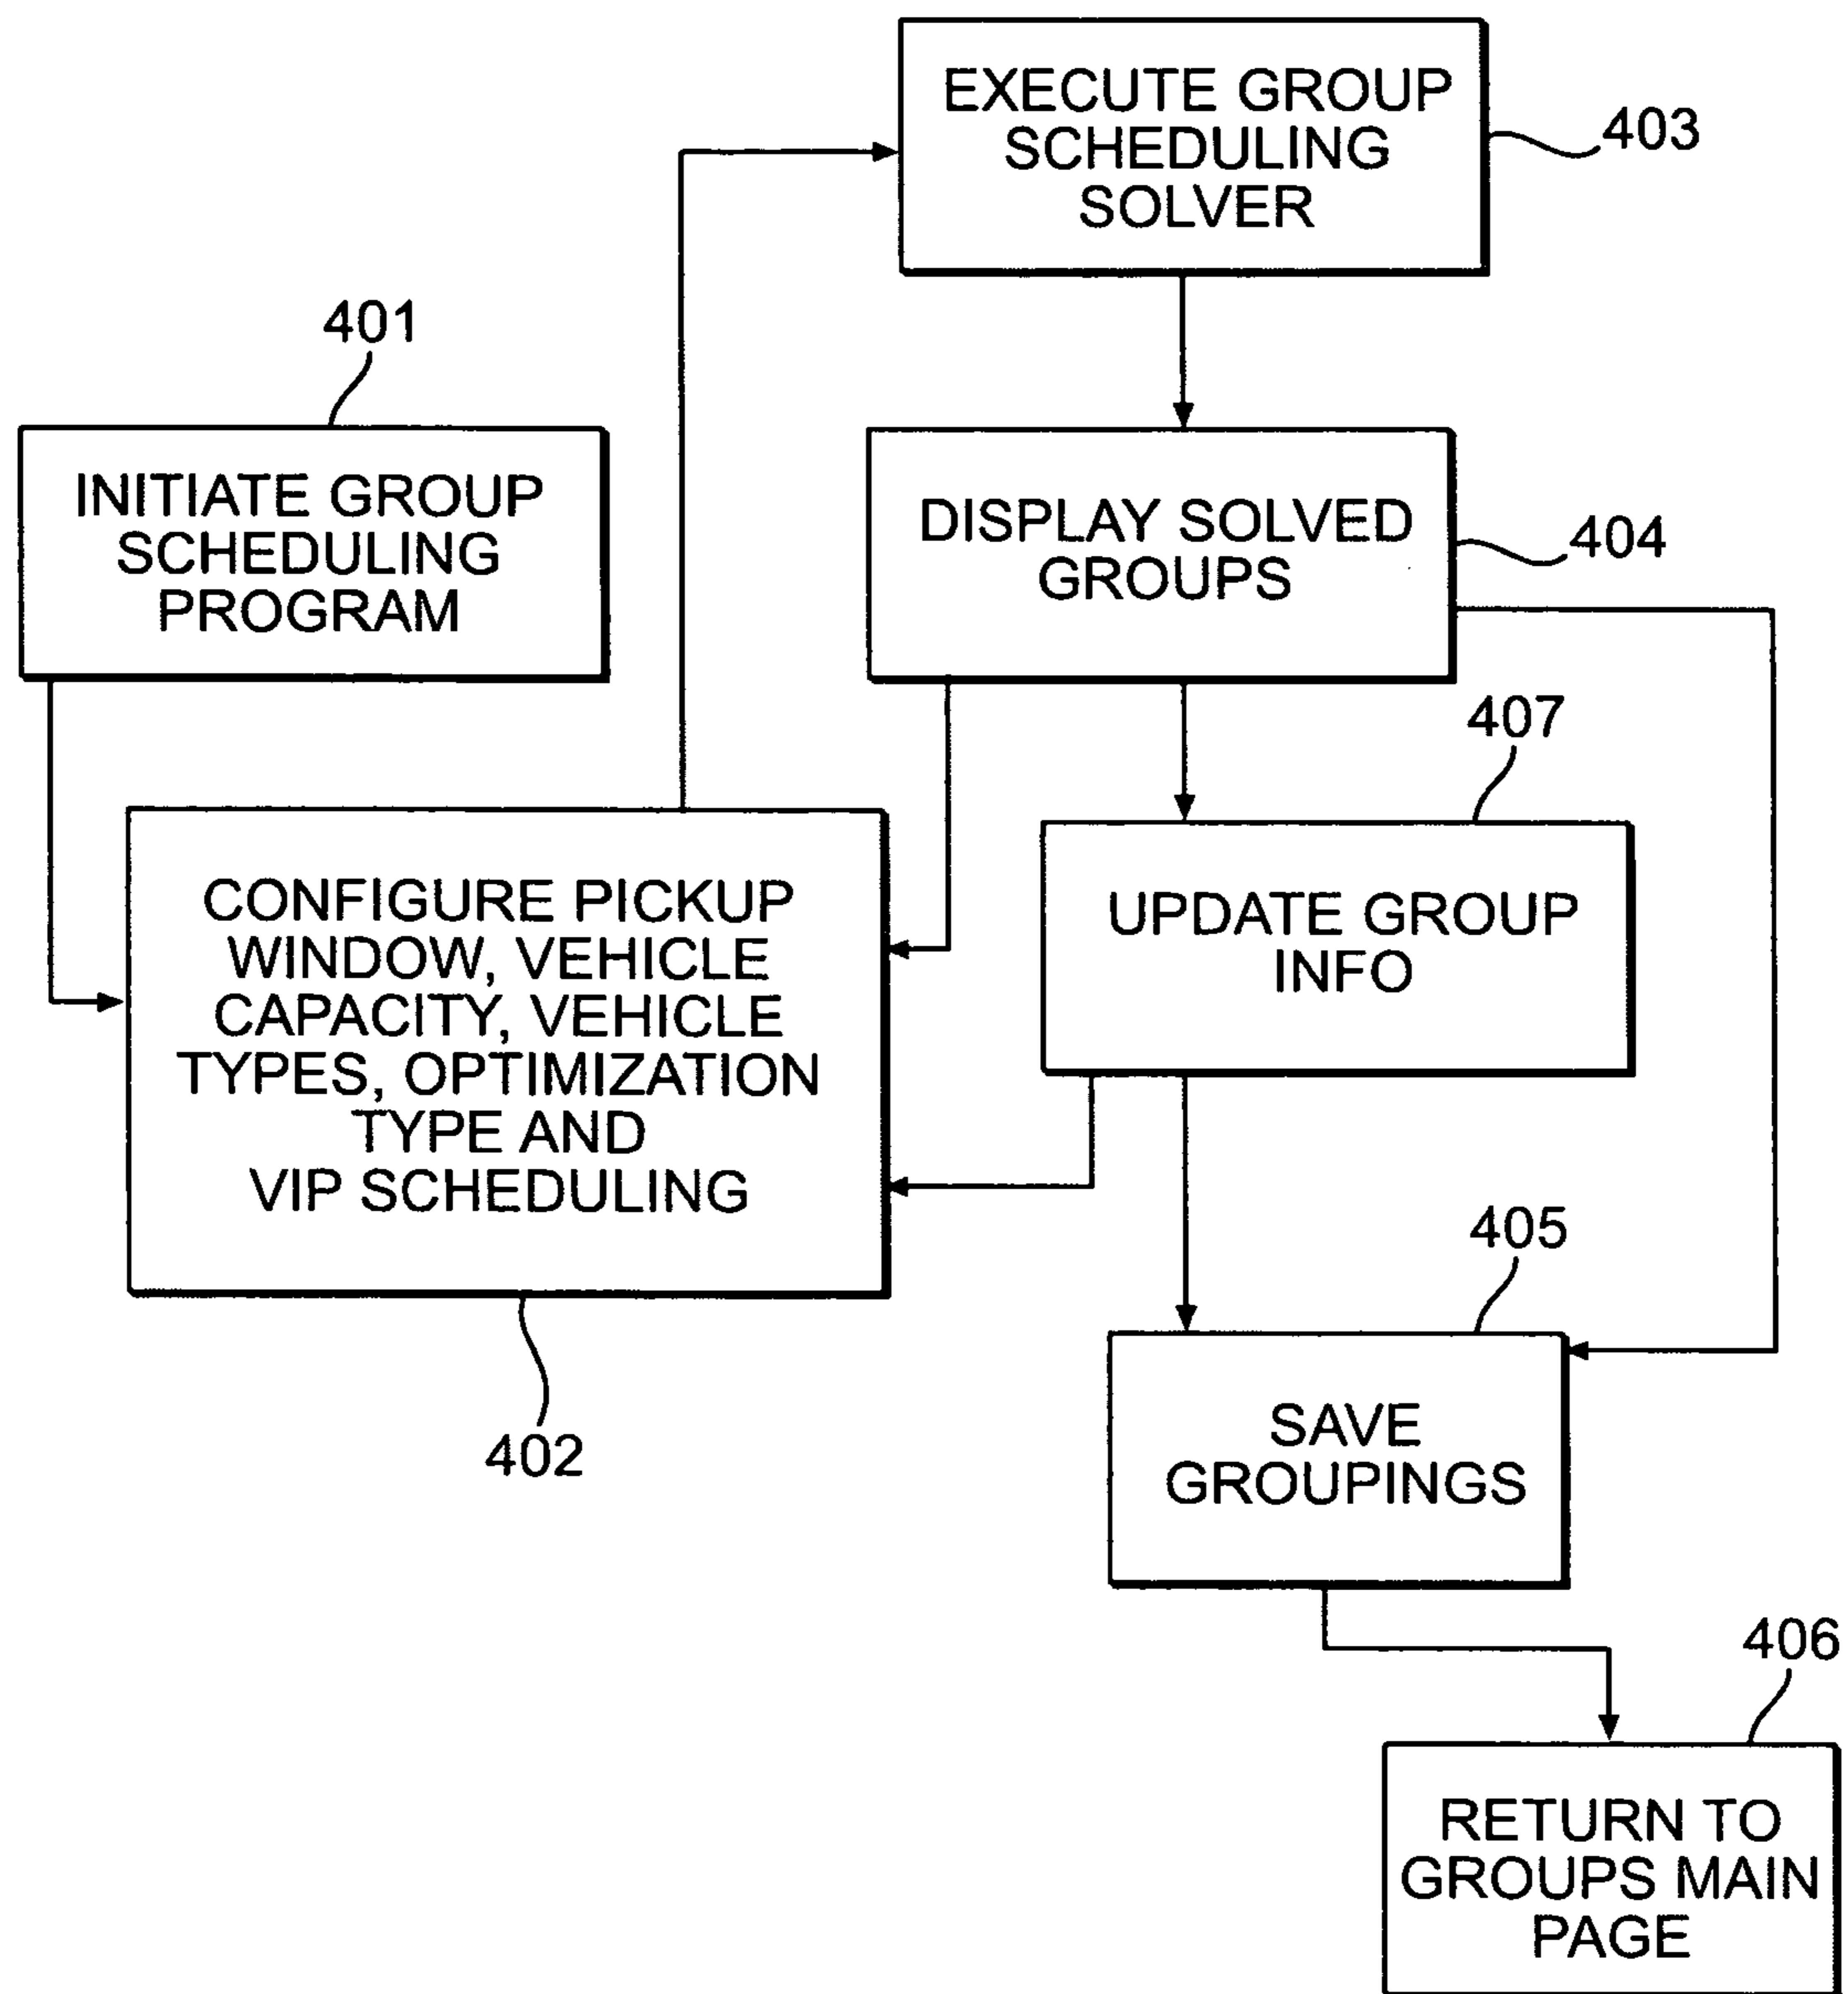 EXECUTE GROUP
SCHEDULING
SOLVER
403
401
INITIATE GROUP
SCHEDULING
PROGRAM
DISPLAY SOLVED
GROUPS
404
407
CONFIGURE PICKUP
WINDOW, VEHICLE
CAPACITY, VEHICLE
TYPES, OPTIMIZATION
TYPE AND
VIP SCHEDULING
402
UPDATE GROUP
INFO
405
SAVE
GROUPINGS
406
RETURN TO
GROUPS MAIN
PAGE